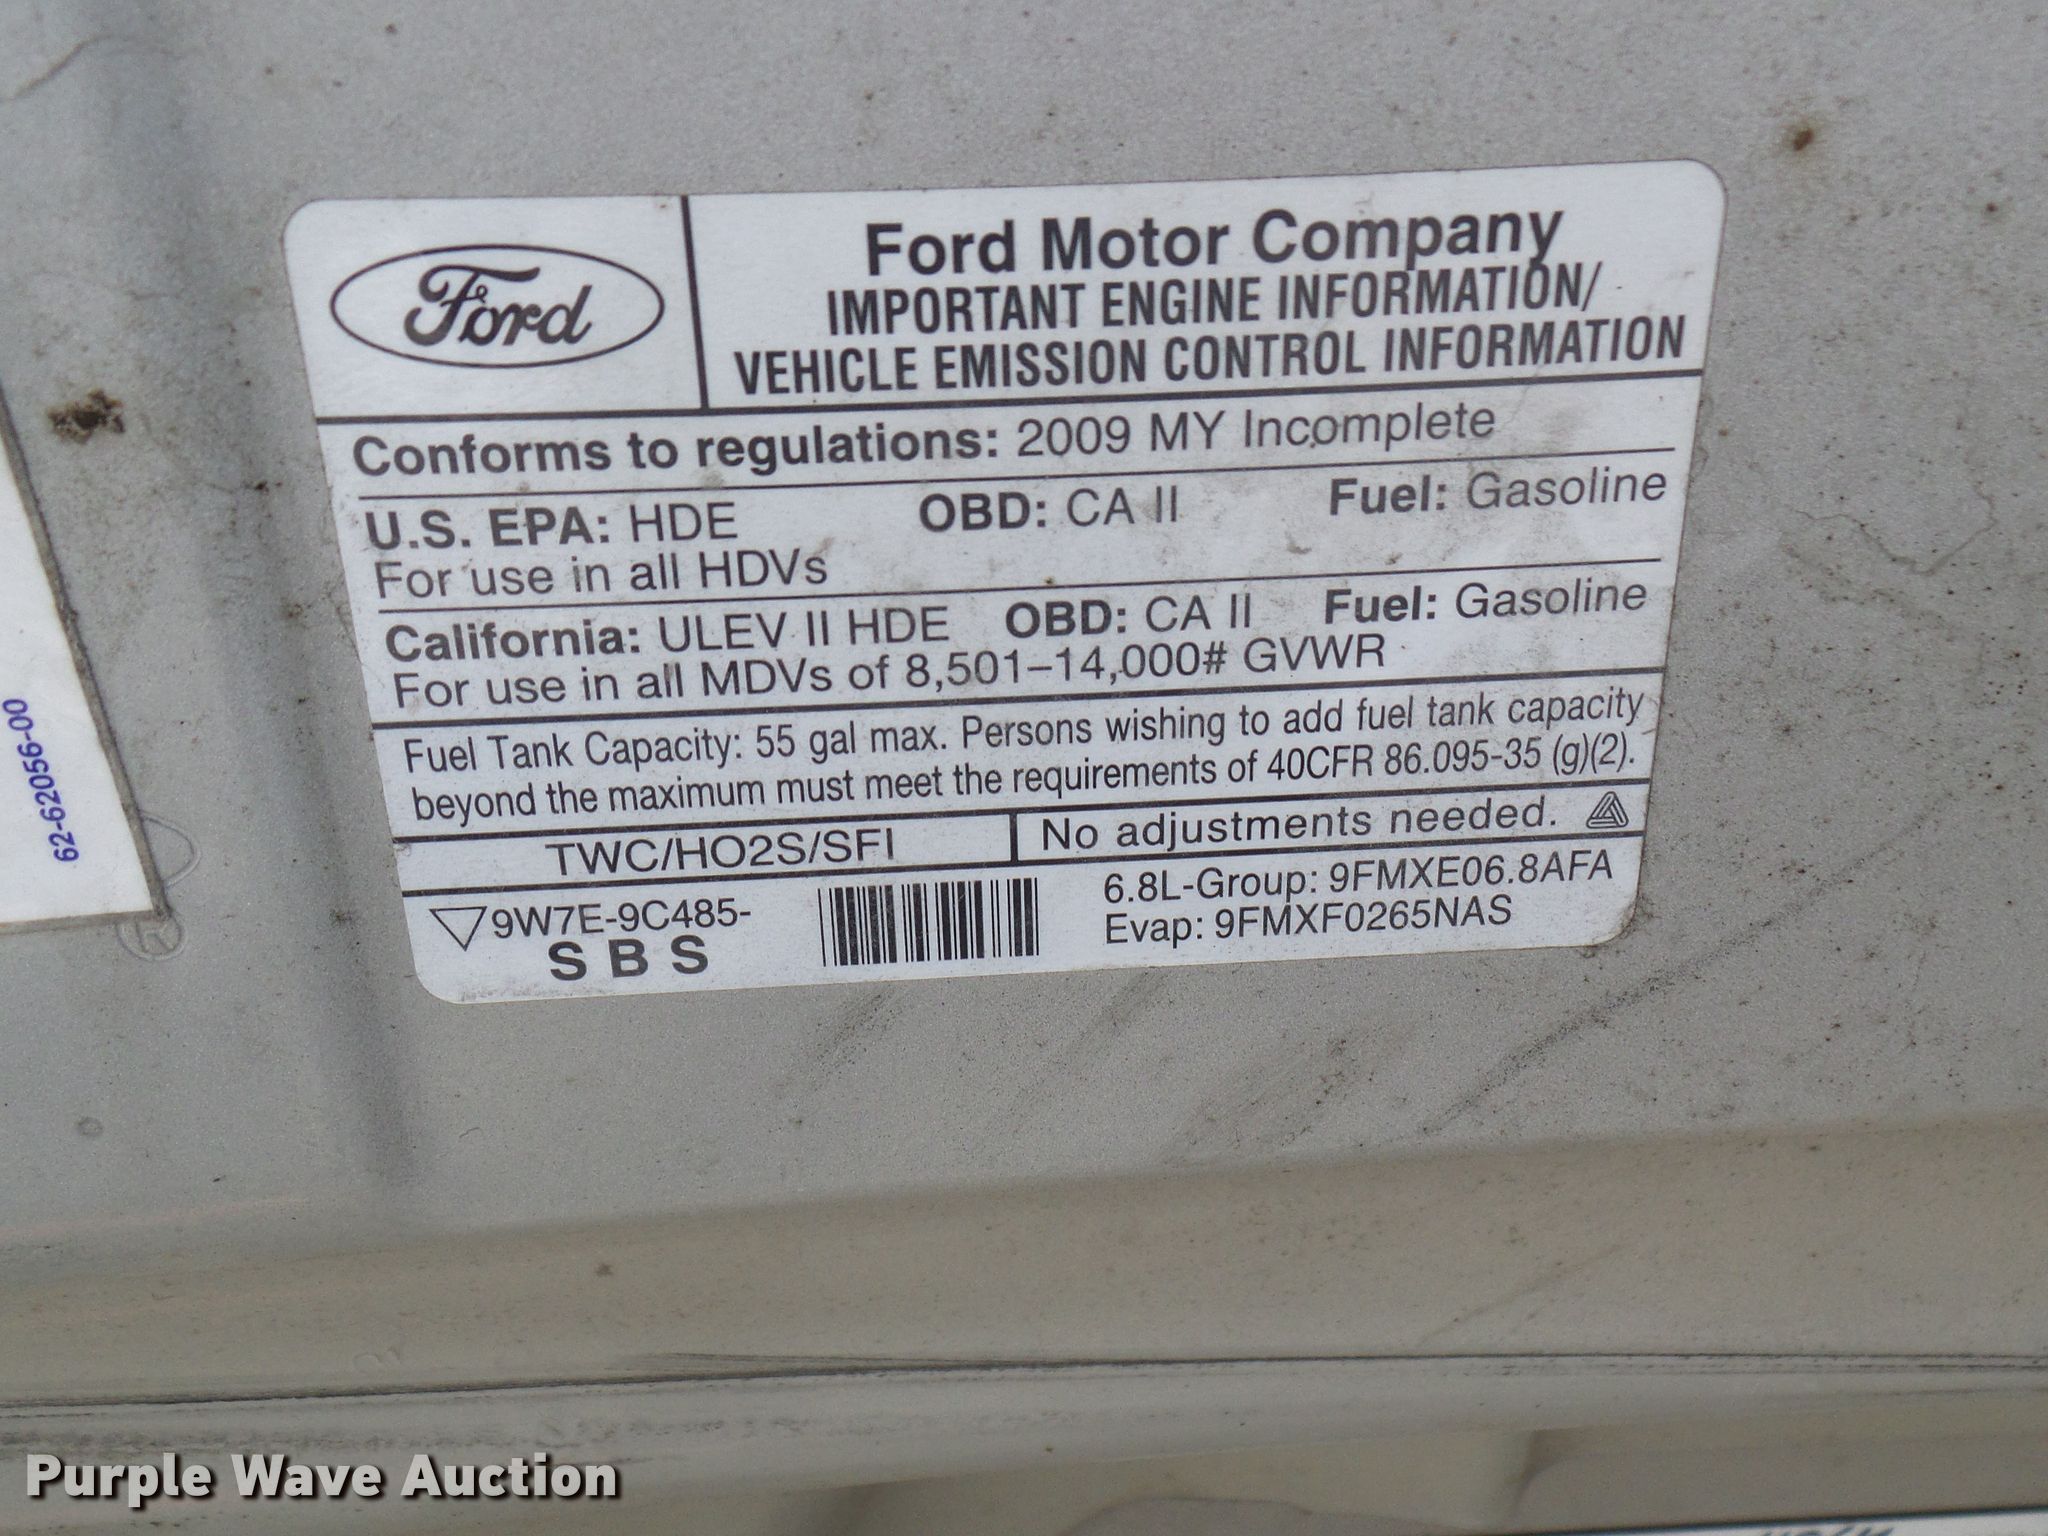 Ford
Ford Motor Company
IMPORTANT ENGINE INFORMATION/
VEHICLE EMISSION CONTROL INFORMATION
Conforms to regulations: 2009 MY Incomplete
U.S. EPA: HDE OBD: CA II Fuel: Gasoline
For use in all HDVs
California: ULEV II HDE OBD: CA II Fuel: Gasoline
For use in all MDVs of 8,501–14,000# GVWR
Fuel Tank Capacity: 55 gal max. Persons wishing to add fuel tank capacity
beyond the maximum must meet the requirements of 40CFR 86.095-35 (g)(2).
TWC/HO2S/SFI No adjustments needed.
9W7E-9C485-
S B S
6.8L-Group: 9FMXE06.8AFA
Evap: 9FMXF0265NAS
62-62056-00
Purple Wave Auction